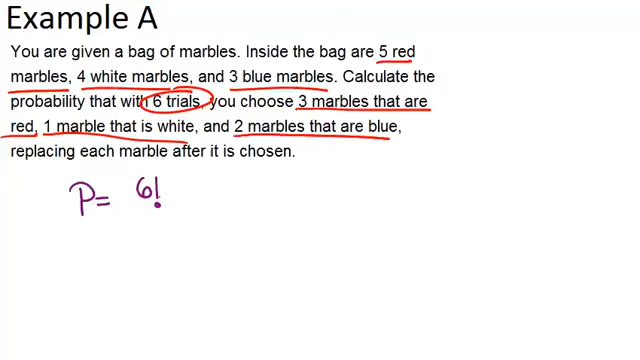 Example A
You are given a bag of marbles. Inside the bag are 5 red
marbles, 4 white marbles, and 3 blue marbles. Calculate the
probability that with 6 trials, you choose 3 marbles that are
red, 1 marble that is white, and 2 marbles that are blue,
replacing each marble after it is chosen.
P= 6!